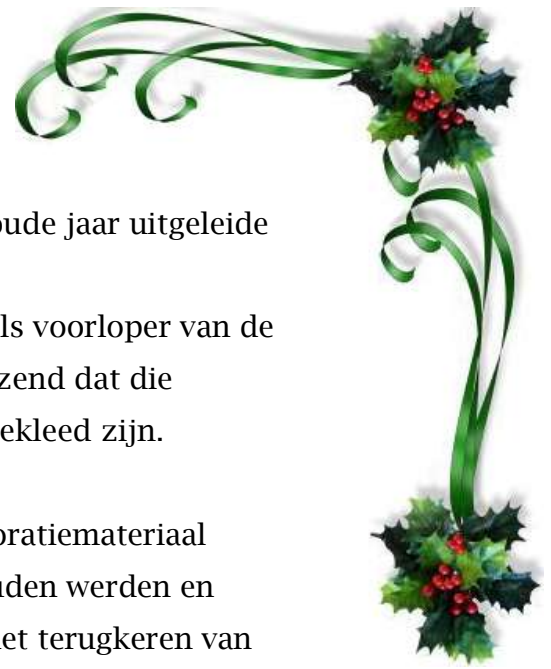 oude jaar uitgeleide
ls voorloper van de
zend dat die
ekleed zijn.
oratiemateriaal
uden werden en
et terugkeren van